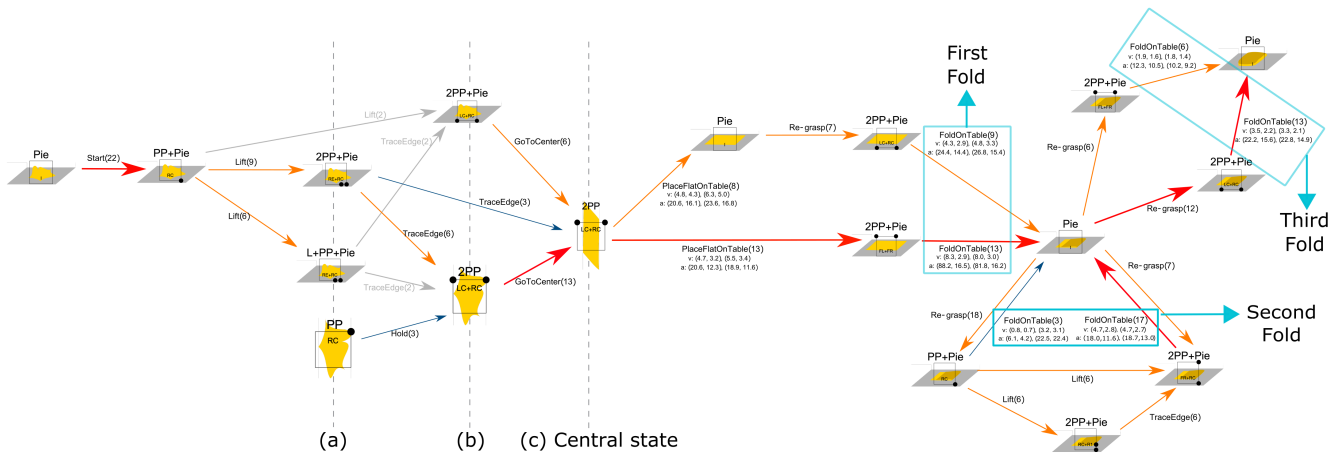 Pie
Start(22)
PP+Pie
RC
Lift(2)
TraceEdge(2)
Lift(9)
Lift(6)
2PP+Pie
RE+RC
L+PP+Pie
RE+RC
PP
RC
TraceEdge(3)
TraceEdge(6)
TraceEdge(2)
Hold(3)
2PP+Pie
LC+RC
2PP
LC+RC
GoToCenter(6)
GoToCenter(13)
2PP
LC+RC
(a)
(b)
(c) Central state
PlaceFlatOnTable(8)
v: (4.8, 4.3) (6.3, 5.0)
a: (20.6, 16.1), (23.6, 16.8)
PlaceFlatOnTable(13)
v: (4.7, 3.2), (5.5, 3.4)
a: (20.6, 12.3), (18.9, 11.6)
Pie
Re-grasp(7)
2PP+Pie
LC+RC
2PP+Pie
FL+FR
First
Fold
FoldOnTable(9)
v: (4.3, 2.9), (4.8, 3.3)
a: (24.4, 14.4), (26.8, 15.4)
FoldOnTable(13)
v: (8.3, 2.9), (8.0, 3.0)
a: (88.2, 16.5), (81.8, 16.2)
Pie
Re-grasp(6)
2PP+Pie
FL+FR
FoldOnTable(6)
v: (1.9, 1.6), (1.8, 1.4)
a: (12.3, 10.5), (10.2, 9.2)
Pie
FoldOnTable(13)
v: (3.5, 2.2), (3.3, 2.1)
a: (22.2, 15.6), (22.8, 14.9)
2PP+Pie
LC+RC
Re-grasp(12)
Third
Fold
Re-grasp(7)
Re-grasp(18)
FoldOnTable(3)
v: (0.8, 0.7), (3.2, 3.1)
a: (6.1, 4.2), (22.5, 22.4)
FoldOnTable(17)
v: (4.7,2.8), (4.7,2.7)
a: (18.0,11.6), (18.7,13.0)
Second
Fold
PP+Pie
RC
Lift(6)
2PP+Pie
FR+RC
Lift(6)
TraceEdge(6)
2PP+Pie